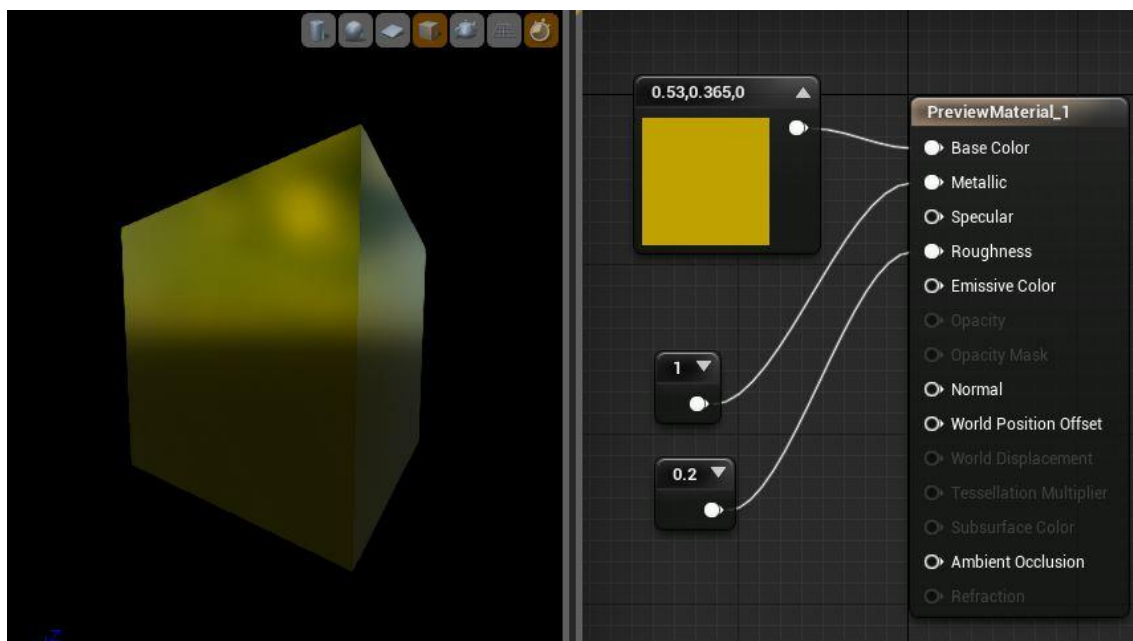 0.53,0.365,0
PreviewMaterial_1
Base Color
Metallic
Specular
Roughness
Emissive Color
Opacity
Opacity Mask
Normal
World Position Offset
World Displacement
Tessellation Multiplier
Subsurface Color
Ambient Occlusion
Refraction
1
0.2